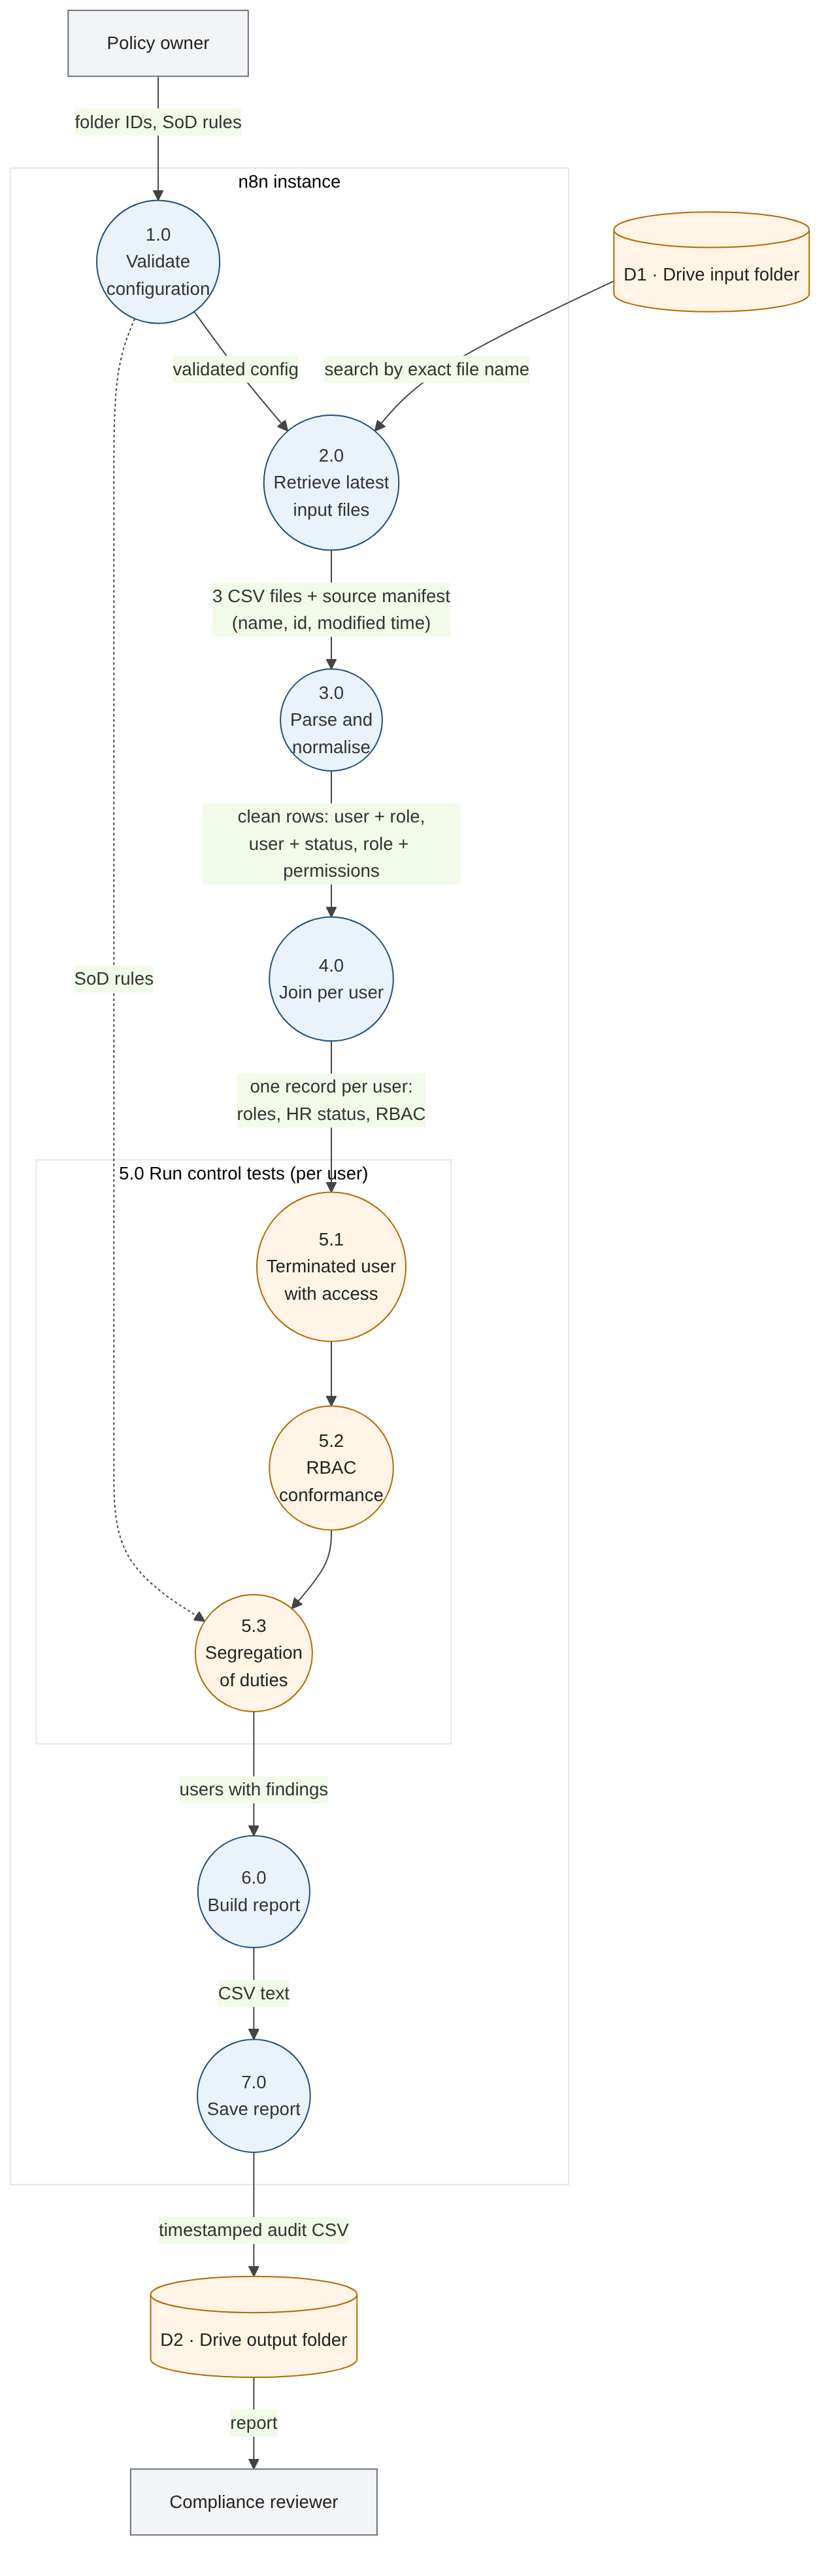 Policy owner
folder IDs, SoD rules
n8n instance
1.0
Validate
configuration
D1 · Drive input folder
validated config
search by exact file name
2.0
Retrieve latest
input files
3 CSV files + source manifest
(name, id, modified time)
3.0
Parse and
normalise
clean rows: user + role,
user + status, role +
permissions
SoD rules
4.0
Join per user
one record per user:
roles, HR status, RBAC
5.0 Run control tests (per user)
5.1
Terminated user
with access
5.2
RBAC
conformance
5.3
Segregation
of duties
users with findings
6.0
Build report
CSV text
7.0
Save report
timestamped audit CSV
D2 · Drive output folder
report
Compliance reviewer